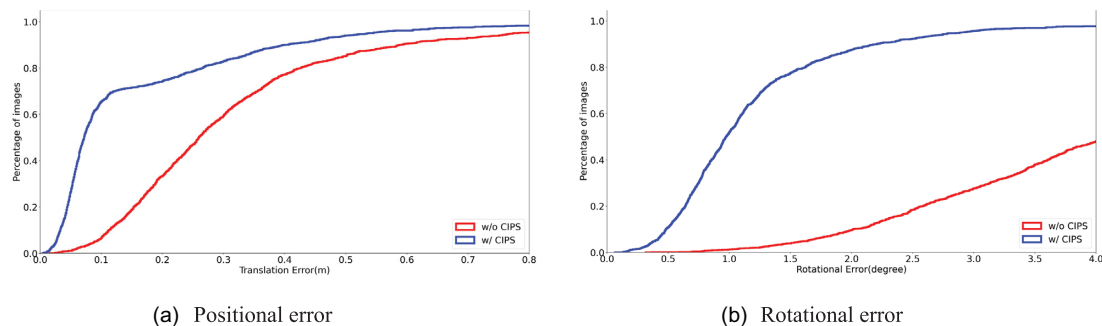 1.0
0.8
0.6
0.4
0.2
0.0
Percentage of images
0.0 0.1 0.2 0.3 0.4 0.5 0.6 0.7 0.8
Translation Error(m)
w/o CIPS
w/ CIPS
(a) Positional error
1.0
0.8
0.6
0.4
0.2
0.0
Percentage of images
0.0 0.5 1.0 1.5 2.0 2.5 3.0 3.5 4.0
Rotational Error(degree)
w/o CIPS
w/ CIPS
(b) Rotational error